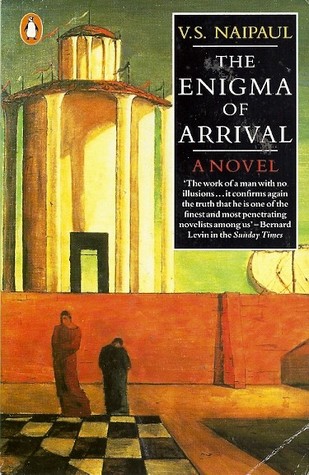 V.S. NAIPAUL
THE
ENIGMA
OF
ARRIVAL
A NOVEL
‘The work of a man with no
illusions...it confirms again
the truth that he is one of the
finest and most penetrating
novelists among us’ – Bernard
Levin in the Sunday Times